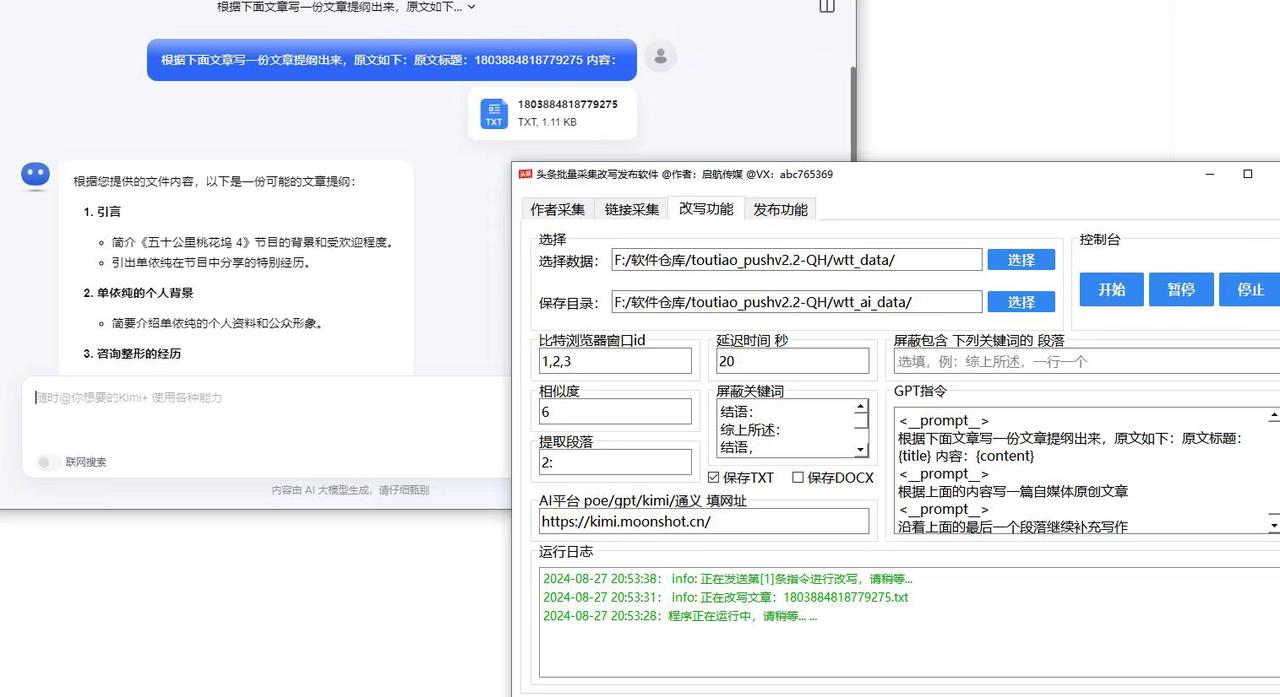 根据下面文章写一份文章提纲出来，原文如下...
根据下面文章写一份文章提纲出来，原文如下：原文标题：1803884818779275 内容：
1803884818779275
TXT
TXT, 1.11 KB
根据您提供的文件内容，以下是一份可能的文章提纲：
1. 引言
简介《五十公里桃花坞 4》节目的背景和受欢迎程度。
引出单依纯在节目中分享的特别经历。
2. 单依纯的个人背景
简要介绍单依纯的个人资料和公众形象。
3. 咨询整形的经历
随时@你想要的Kimi+ 使用各种能力
联网搜索
内容由 AI 大模型生成，请仔细甄别
头条 头条批量采集改写发布软件 @作者：启航传媒 @VX：abc765369
作者采集 链接采集 改写功能 发布功能
选择
选择数据： F:/软件仓库/toutiao_pushv2.2-QH/wtt_data/ 选择
保存目录： F:/软件仓库/toutiao_pushv2.2-QH/wtt_ai_data/ 选择
控制台
开始 暂停 停止
比特浏览器窗口id
1,2,3
延迟时间 秒
20
屏蔽包含 下列关键词的 段落
选填，例：综上所述，一行一个
相似度
6
提取段落
2:
屏蔽关键词
结语：
综上所述：
结语，
保存TXT 保存DOCX
GPT指令
<__prompt__>
根据下面文章写一份文章提纲出来，原文如下：原文标题：
{title} 内容：{content}
<__prompt__>
根据上面的内容写一篇自媒体原创文章
<__prompt__>
沿着上面的最后一个段落继续补充写作
AI平台 poe/gpt/kimi/通义 填网址
https://kimi.moonshot.cn/
运行日志
2024-08-27 20:53:38： info: 正在发送第[1]条指令进行改写，请稍等...
2024-08-27 20:53:31： info: 正在改写文章：1803884818779275.txt
2024-08-27 20:53:28：程序正在运行中，请稍等... ...